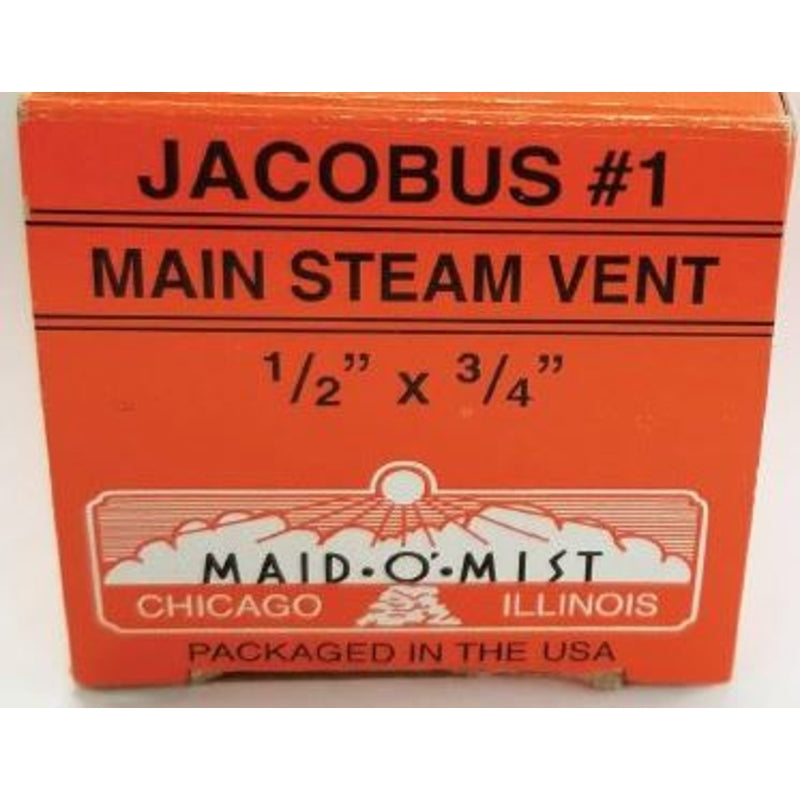 JACOBUS #1
MAIN STEAM VENT
1/2” x 3/4”
MAID·O'·MIST
CHICAGO ILLINOIS
PACKAGED IN THE USA